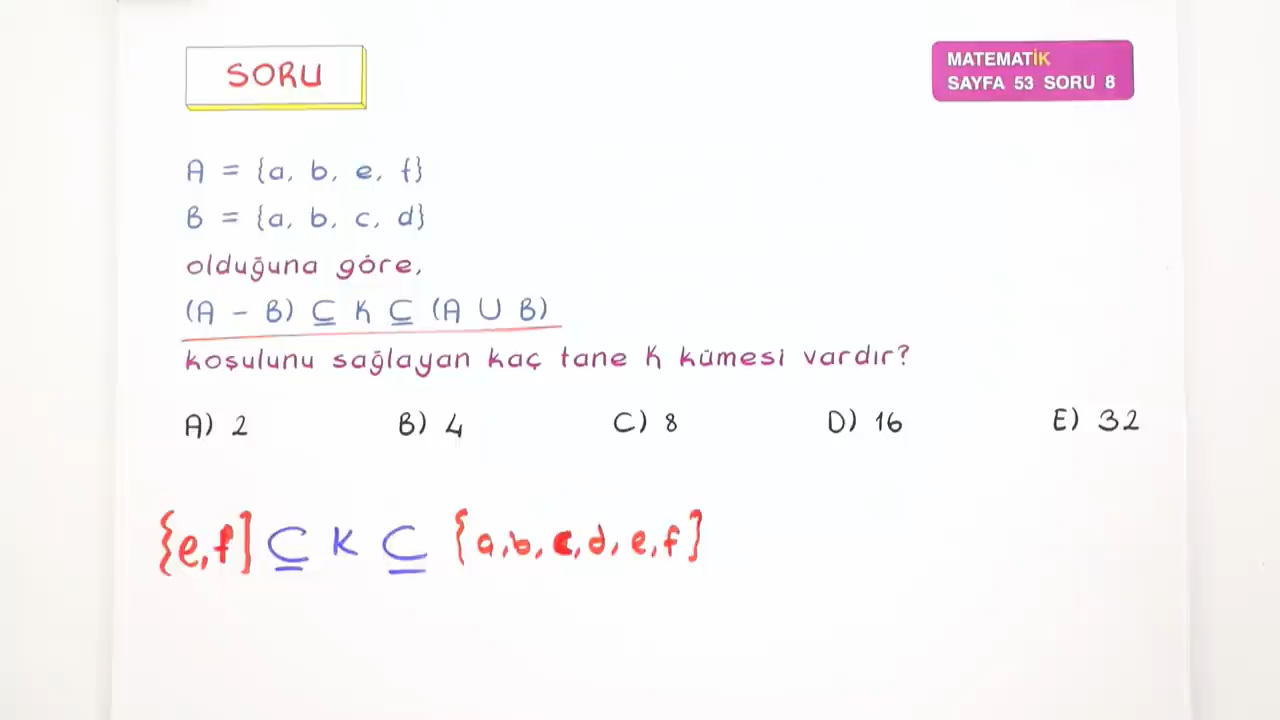 SORU
MATEMATİK
SAYFA 53 SORU 8
A = {a, b, e, f}
B = {a, b, c, d}
olduğuna göre,
(A - B) ⊆ K ⊆ (A ∪ B)
koşulunu sağlayan kaç tane K kümesi vardır?
A) 2 B) 4 C) 8 D) 16 E) 32
{e,f} ⊆ K ⊆ {a,b,c,d,e,f}